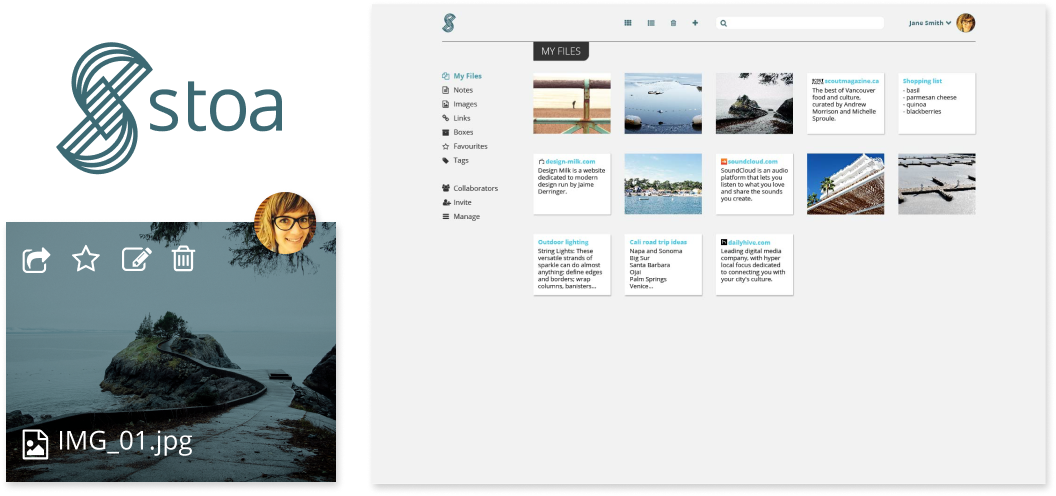 stoa
IMG_01.jpg
Jane Smith
MY FILES
My Files
Notes
Images
Links
Boxes
Favourites
Tags
Collaborators
Invite
Manage
scoutmagazine.ca
The best of Vancouver
food and culture,
curated by Andrew
Morrison and Michelle
Sproule.
Shopping list
- basil
- parmesan cheese
- quinoa
- blackberries
design-milk.com
Design Milk is a website
dedicated to modern
design run by Jaime
Derringer.
soundcloud.com
SoundCloud is an audio
platform that lets you
listen to what you love
and share the sounds
you create.
Outdoor lighting
String Lights: These
versatile strands of
sparkle can do almost
anything: define edges
and borders; wrap
columns, banisters...
Cali road trip ideas
Napa and Sonoma
Big Sur
Santa Barbara
Ojai
Palm Springs
Venice...
dailyhive.com
Leading digital media
company, with hyper
local focus dedicated
to connecting you with
your city's culture.